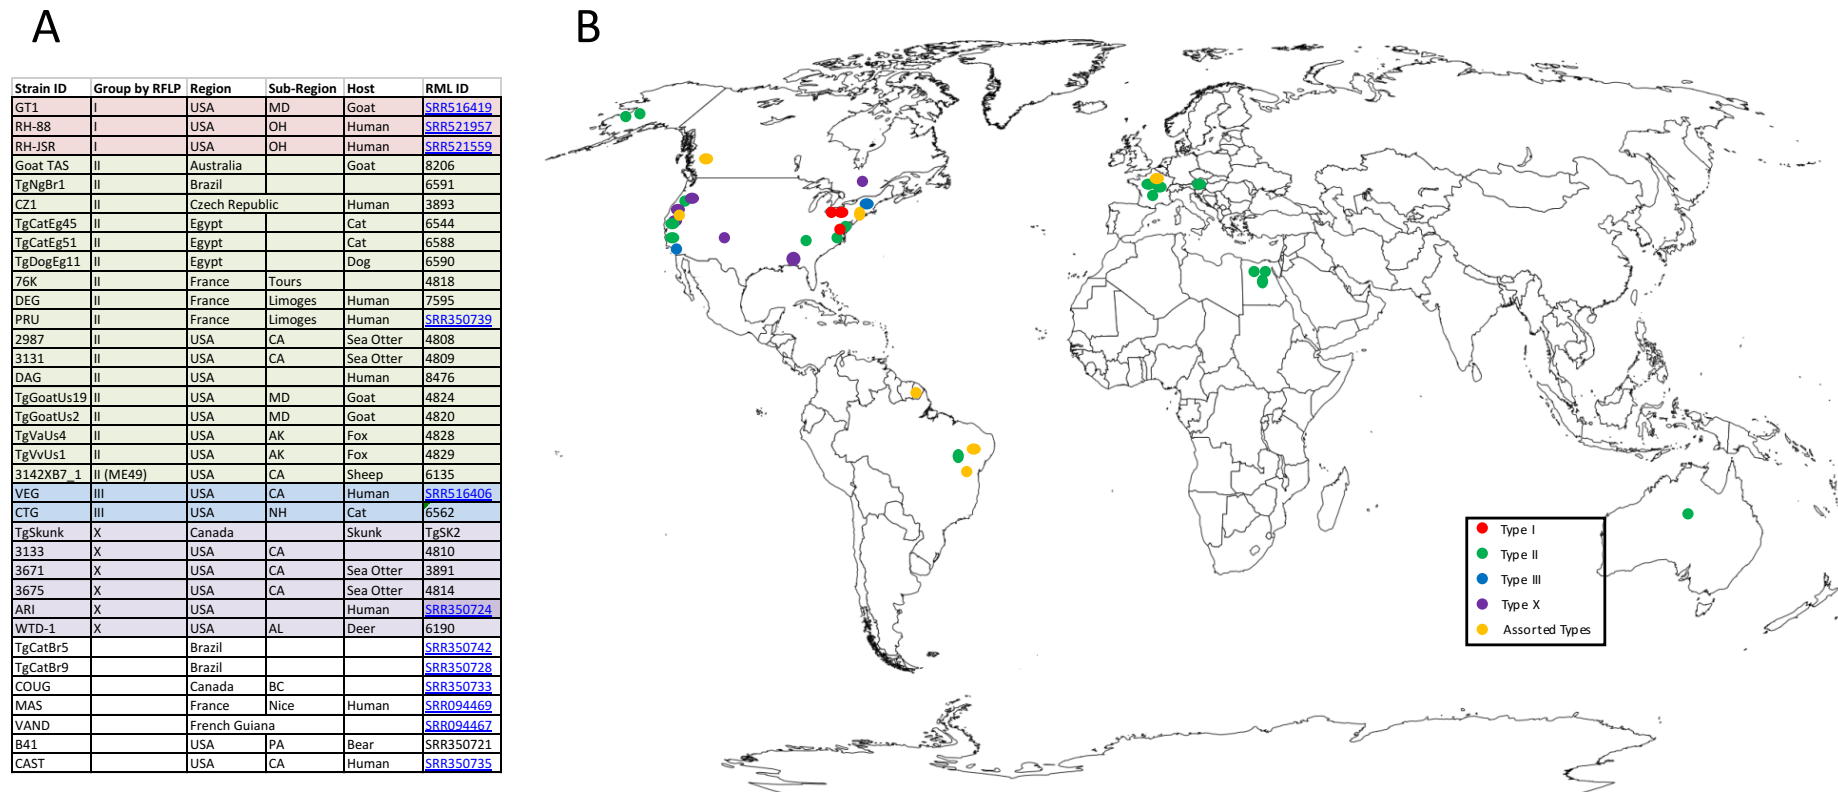 A
B
Strain ID Group by RFLP Region Sub-Region Host RML ID
GT1 I USA MD Goat SRR516419
RH-88 I USA OH Human SRR521957
RH-JSR I USA OH Human SRR521559
Goat TAS II Australia Goat 8206
TgNgBr1 II Brazil 6591
CZ1 II Czech Republic Human 3893
TgCatEg45 II Egypt Cat 6544
TgCatEg51 II Egypt Cat 6588
TgDogEg11 II Egypt Dog 6590
76K II France Tours 4818
DEG II France Limoges Human 7595
PRU II France Limoges Human SRR350739
2987 II USA CA Sea Otter 4808
3131 II USA CA Sea Otter 4809
DAG II USA Human 8476
TgGoatUs19 II USA MD Goat 4824
TgGoatUs2 II USA MD Goat 4820
TgVaUs4 II USA AK Fox 4828
TgVvUs1 II USA AK Fox 4829
3142XB7_1 II (ME49) USA CA Sheep 6135
VEG III USA CA Human SRR516406
CTG III USA NH Cat 6562
TgSkunk X Canada Skunk TgSK2
3133 X USA CA 4810
3671 X USA CA Sea Otter 3891
3675 X USA CA Sea Otter 4814
ARI X USA Human SRR350724
WTD-1 X USA AL Deer 6190
TgCatBr5 Brazil SRR350742
TgCatBr9 Brazil SRR350728
COUG Canada BC SRR350733
MAS France Nice Human SRR094469
VAND French Guiana SRR094467
B41 USA PA Bear SRR350721
CAST USA CA Human SRR350735
Type I
Type II
Type III
Type X
Assorted Types